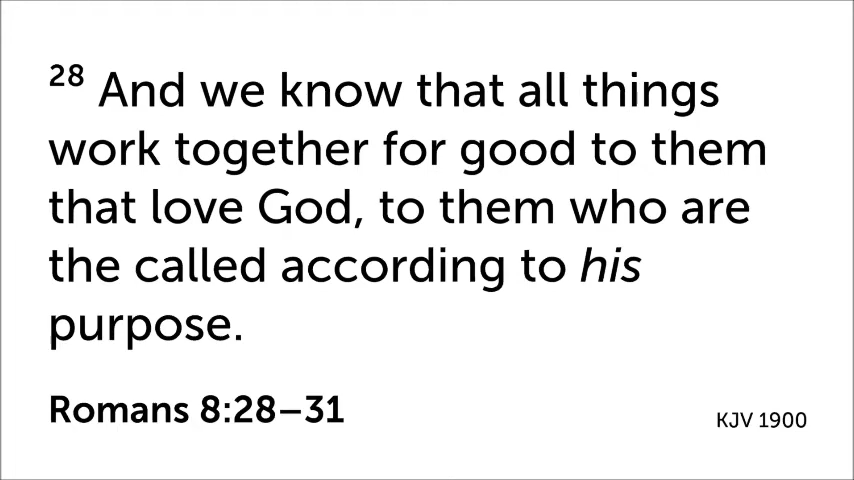 28 And we know that all things
work together for good to them
that love God, to them who are
the called according to his
purpose.
Romans 8:28–31
KJV 1900